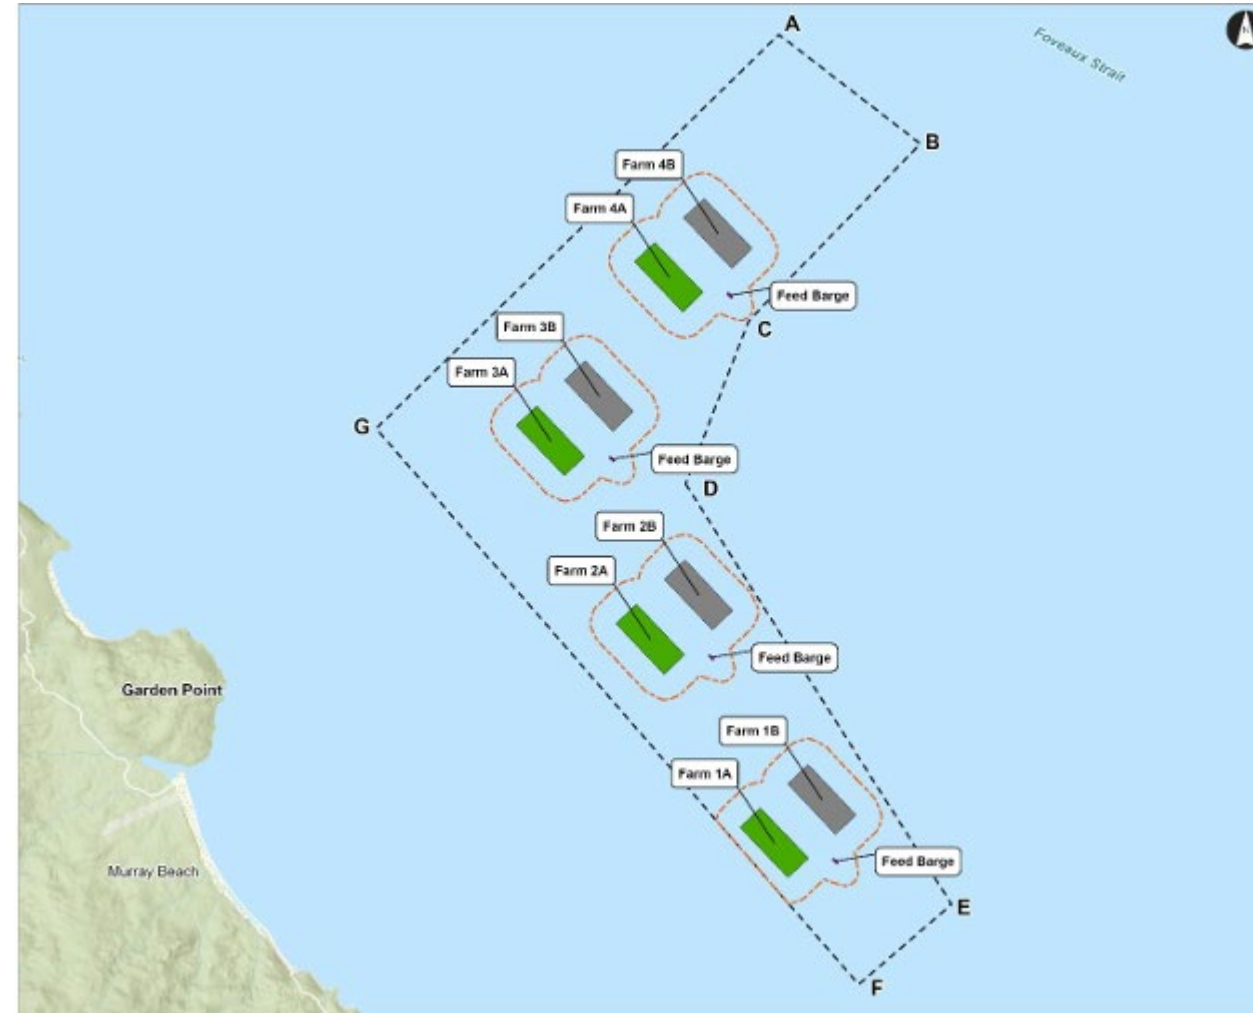 A
Foveaux Strait
N
B
Farm 4B
Farm 4A
Feed Barge
C
Farm 3B
Farm 3A
G
Feed Barge
D
Farm 2B
Farm 2A
Feed Barge
Garden Point
Farm 1B
Farm 1A
Feed Barge
Murray Beach
E
F